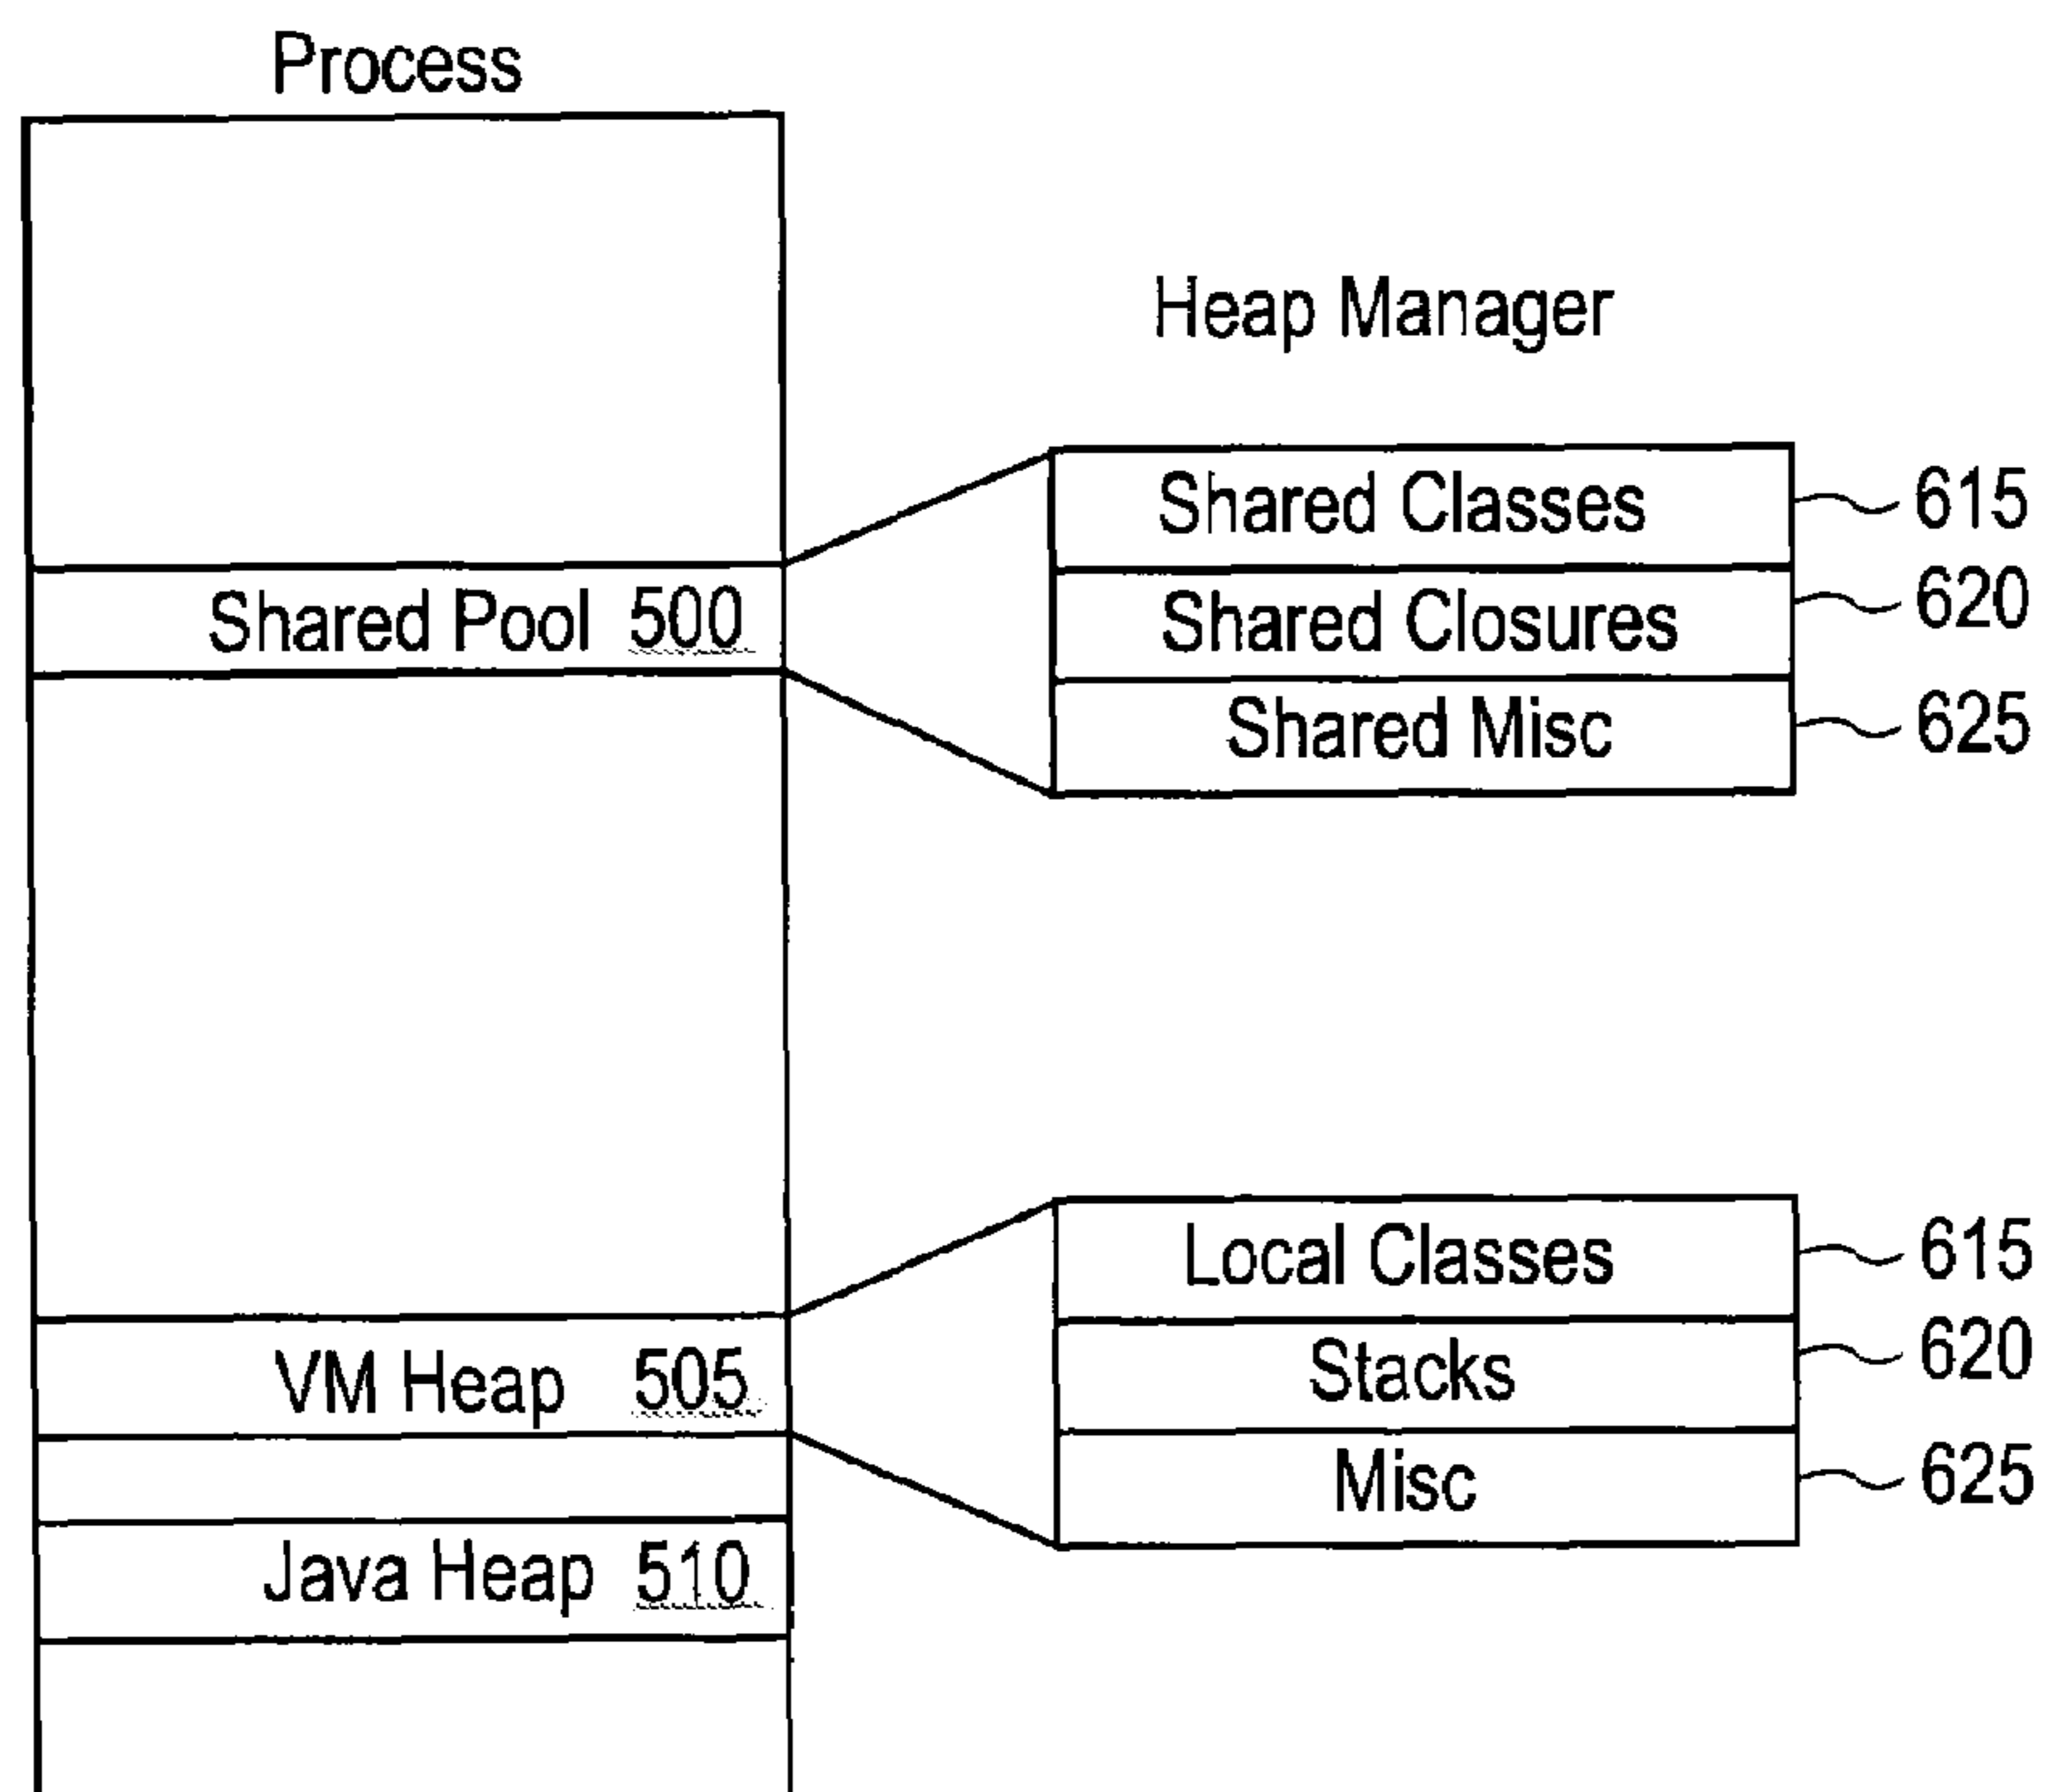 Process
Heap Manager
Shared Classes 615
Shared Pool 500
Shared Closures 620
Shared Misc 625
Local Classes 615
VM Heap 505
Stacks 620
Misc 625
Java Heap 510